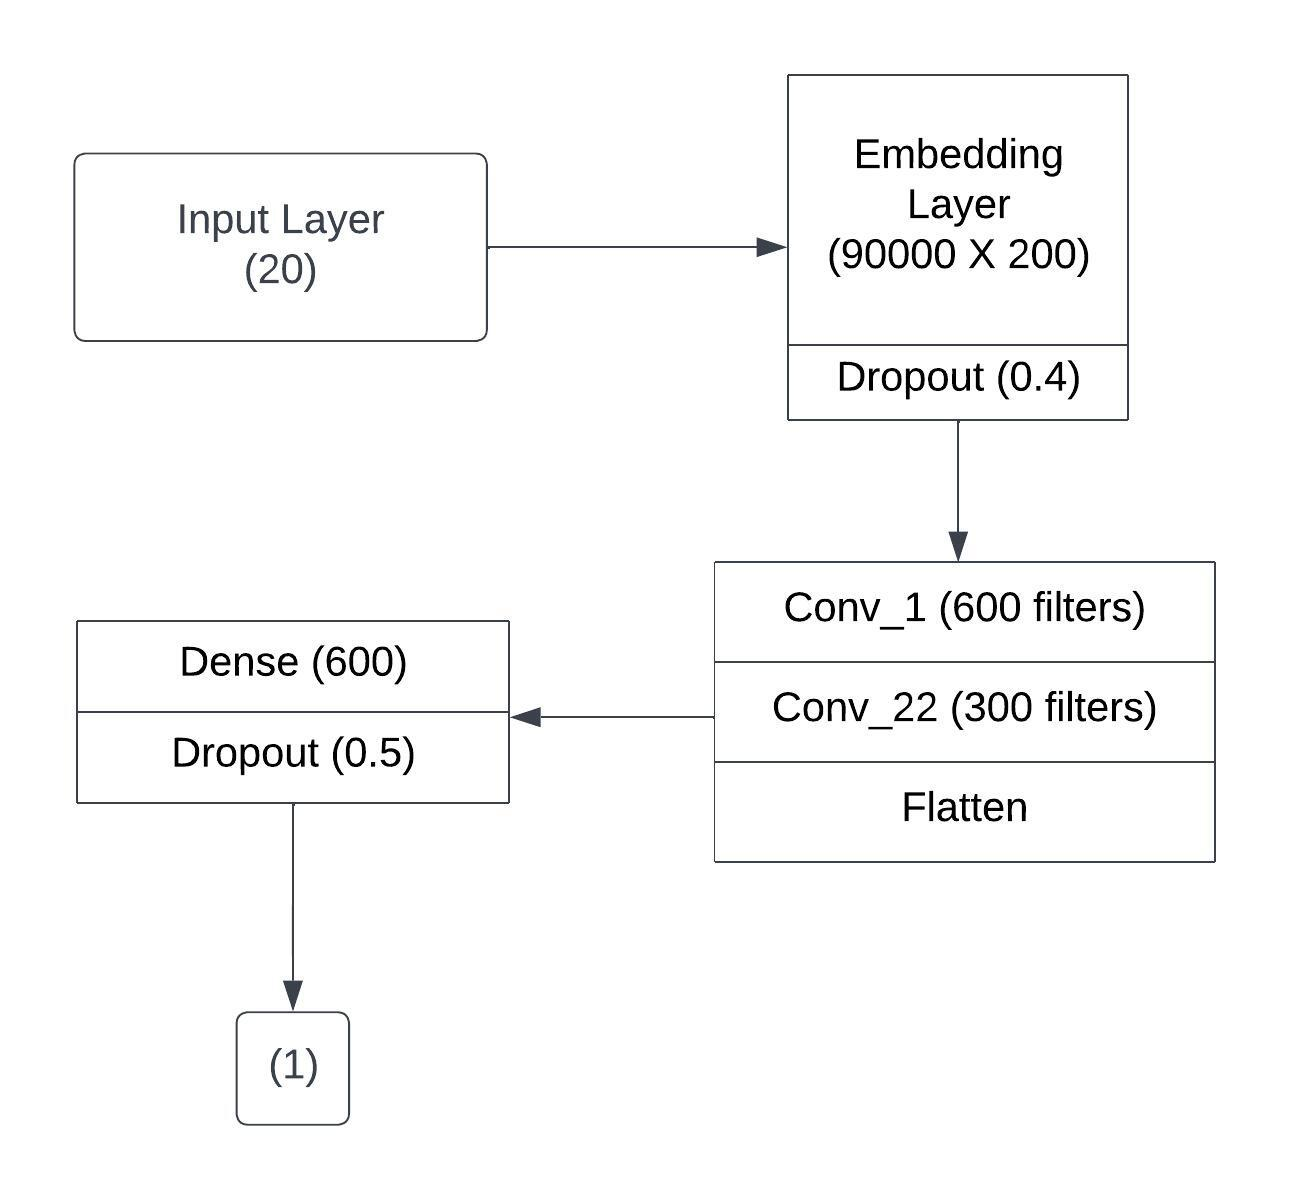 Input Layer
(20)
Embedding
Layer
(90000 X 200)
Dropout (0.4)
Conv_1 (600 filters)
Conv_22 (300 filters)
Flatten
Dense (600)
Dropout (0.5)
(1)